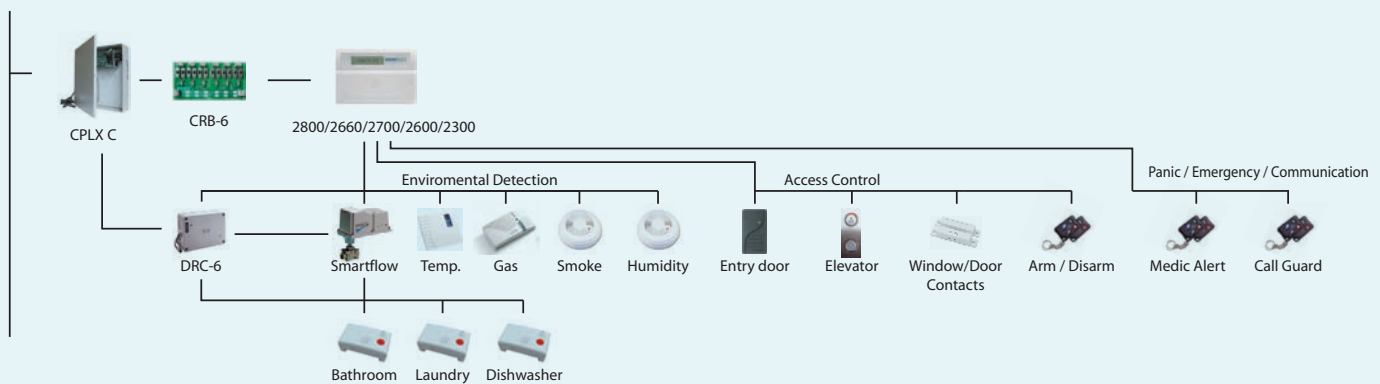 CPLX C
CRB-6
2800/2660/2700/2600/2300
Enviromental Detection
Access Control
Panic / Emergency / Communication
DRC-6
Smartflow
Temp.
Gas
Smoke
Humidity
Entry door
Elevator
Window/Door
Contacts
Arm / Disarm
Medic Alert
Call Guard
Bathroom
Laundry
Dishwasher